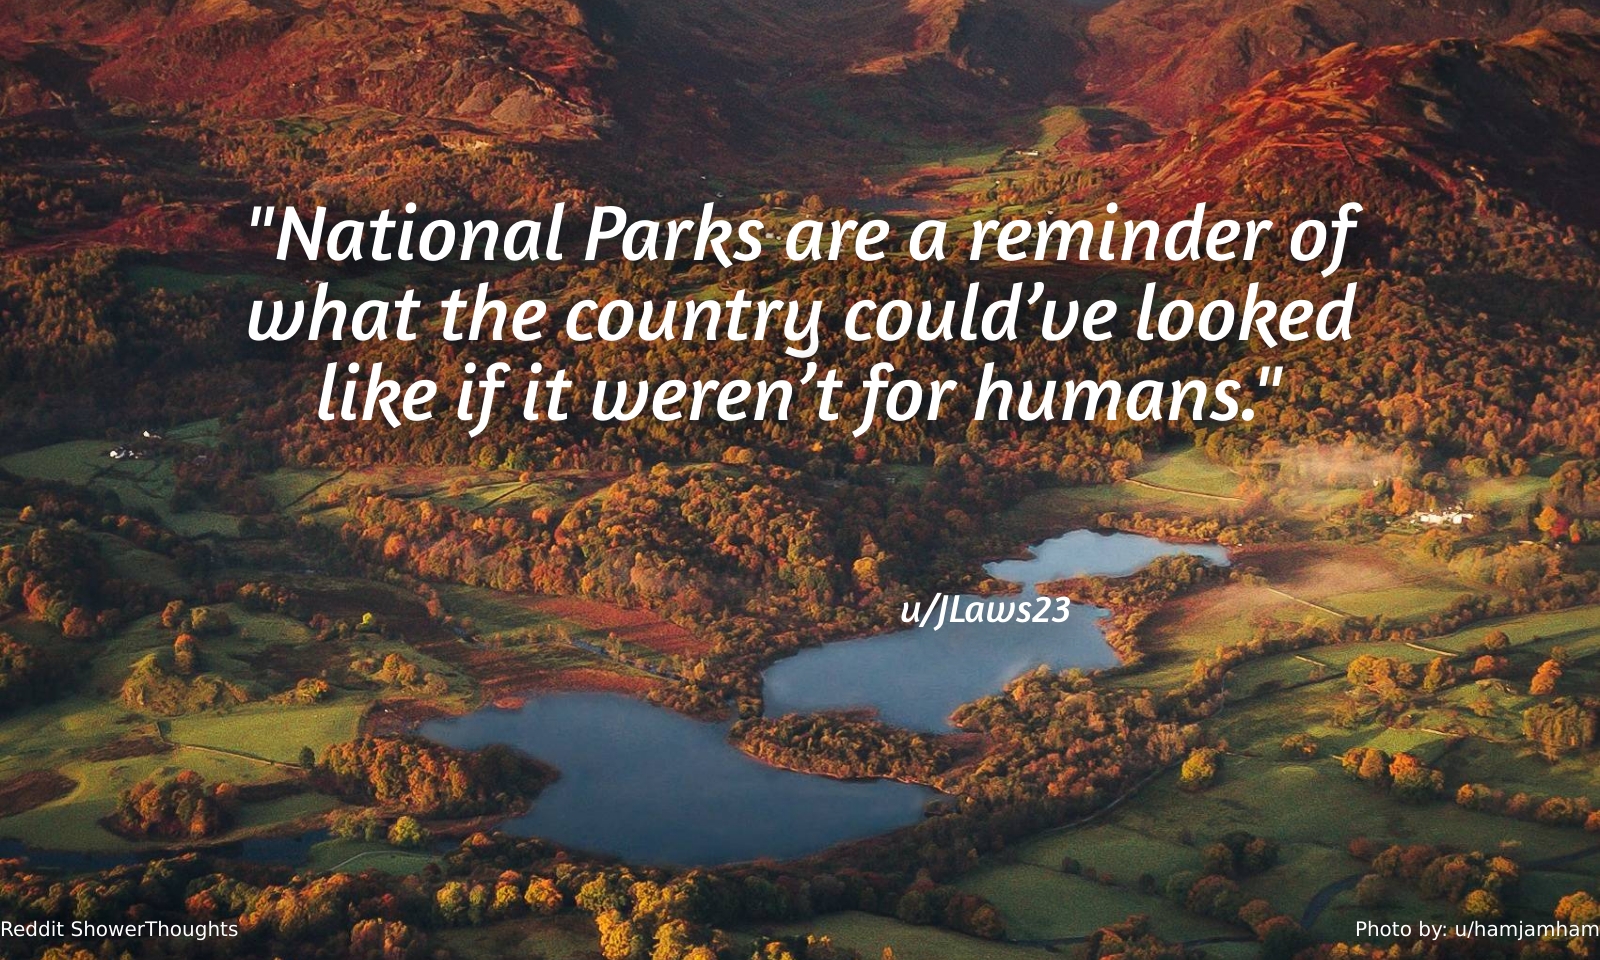 "National Parks are a reminder of
what the country could’ve looked
like if it weren’t for humans."
u/JLaws23
Reddit ShowerThoughts
Photo by: u/hamjamham